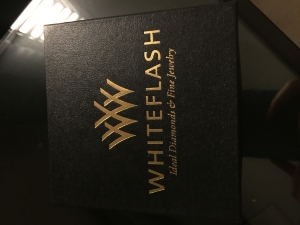 WHITEFLASH
Ideal Diamonds & Fine Jewelry